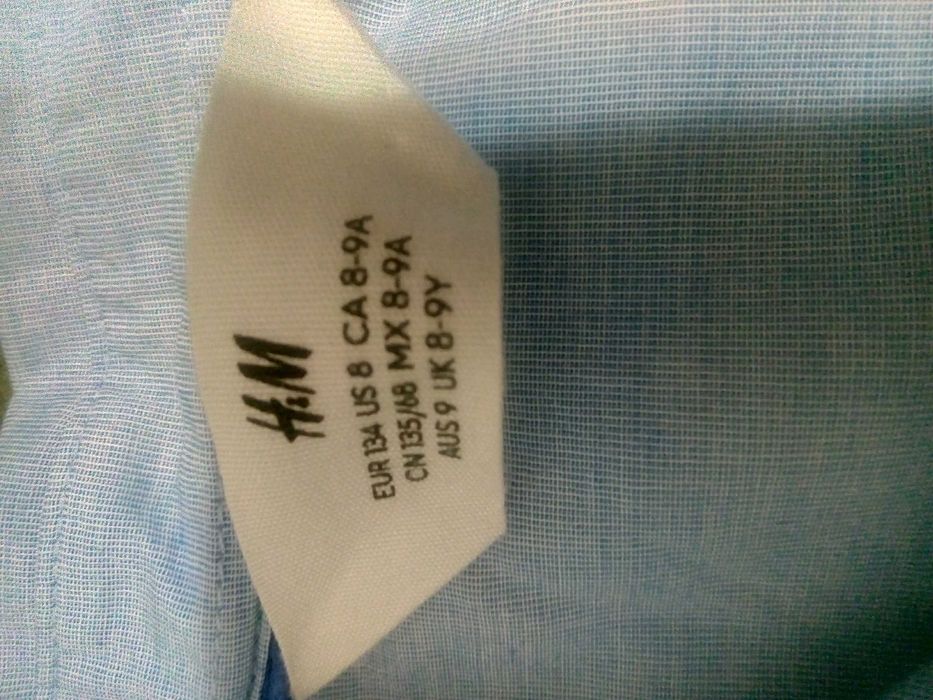 H&M
EUR 134 US 8 CA 8-9A
CN 135/68 MX 8-9A
AUS 9 UK 8-9Y